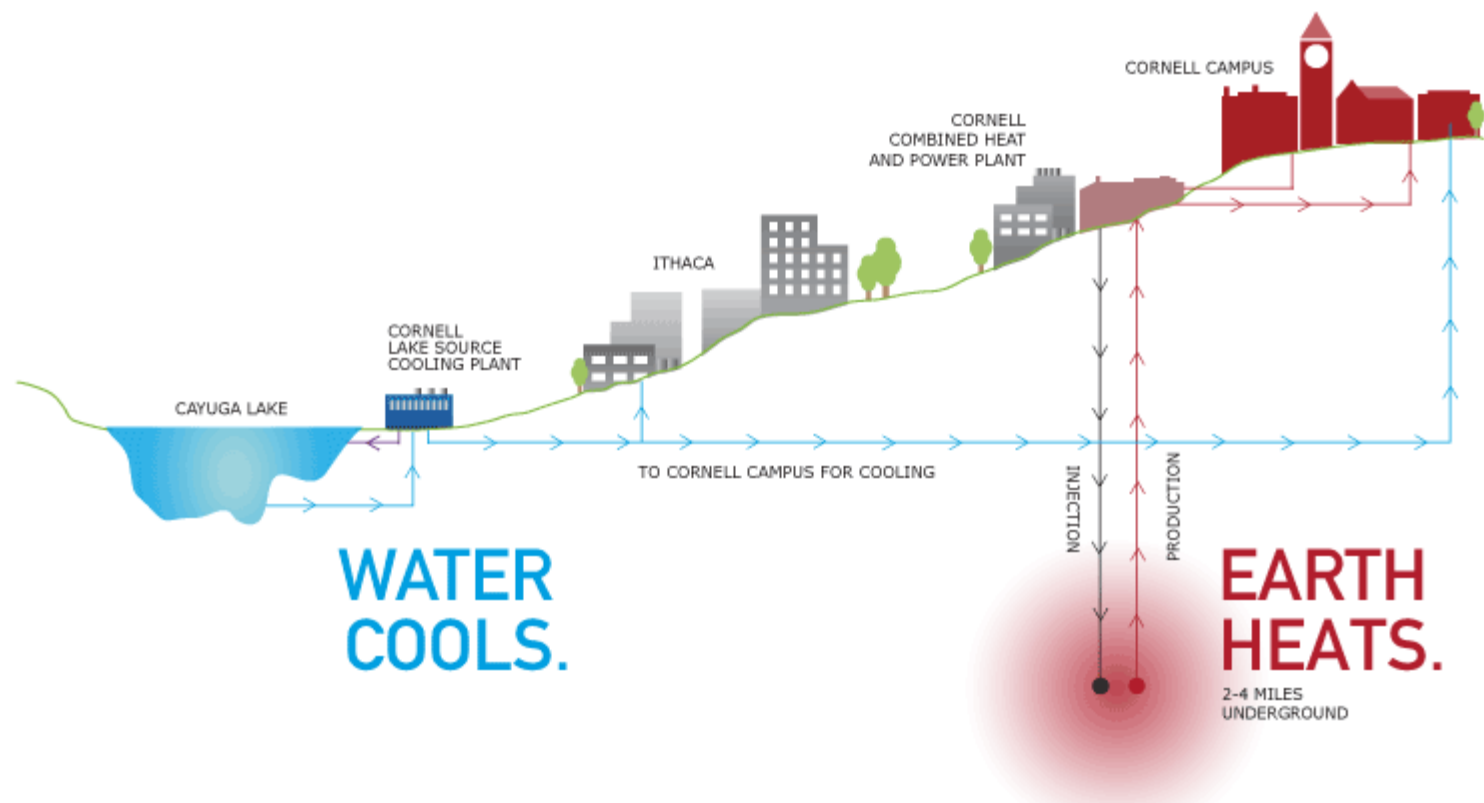 CORNELL CAMPUS
CORNELL
COMBINED HEAT
AND POWER PLANT
ITHACA
CORNELL
LAKE SOURCE
COOLING PLANT
CAYUGA LAKE
TO CORNELL CAMPUS FOR COOLING
INJECTION
PRODUCTION
WATER
COOLS.
EARTH
HEATS.
2-4 MILES
UNDERGROUND